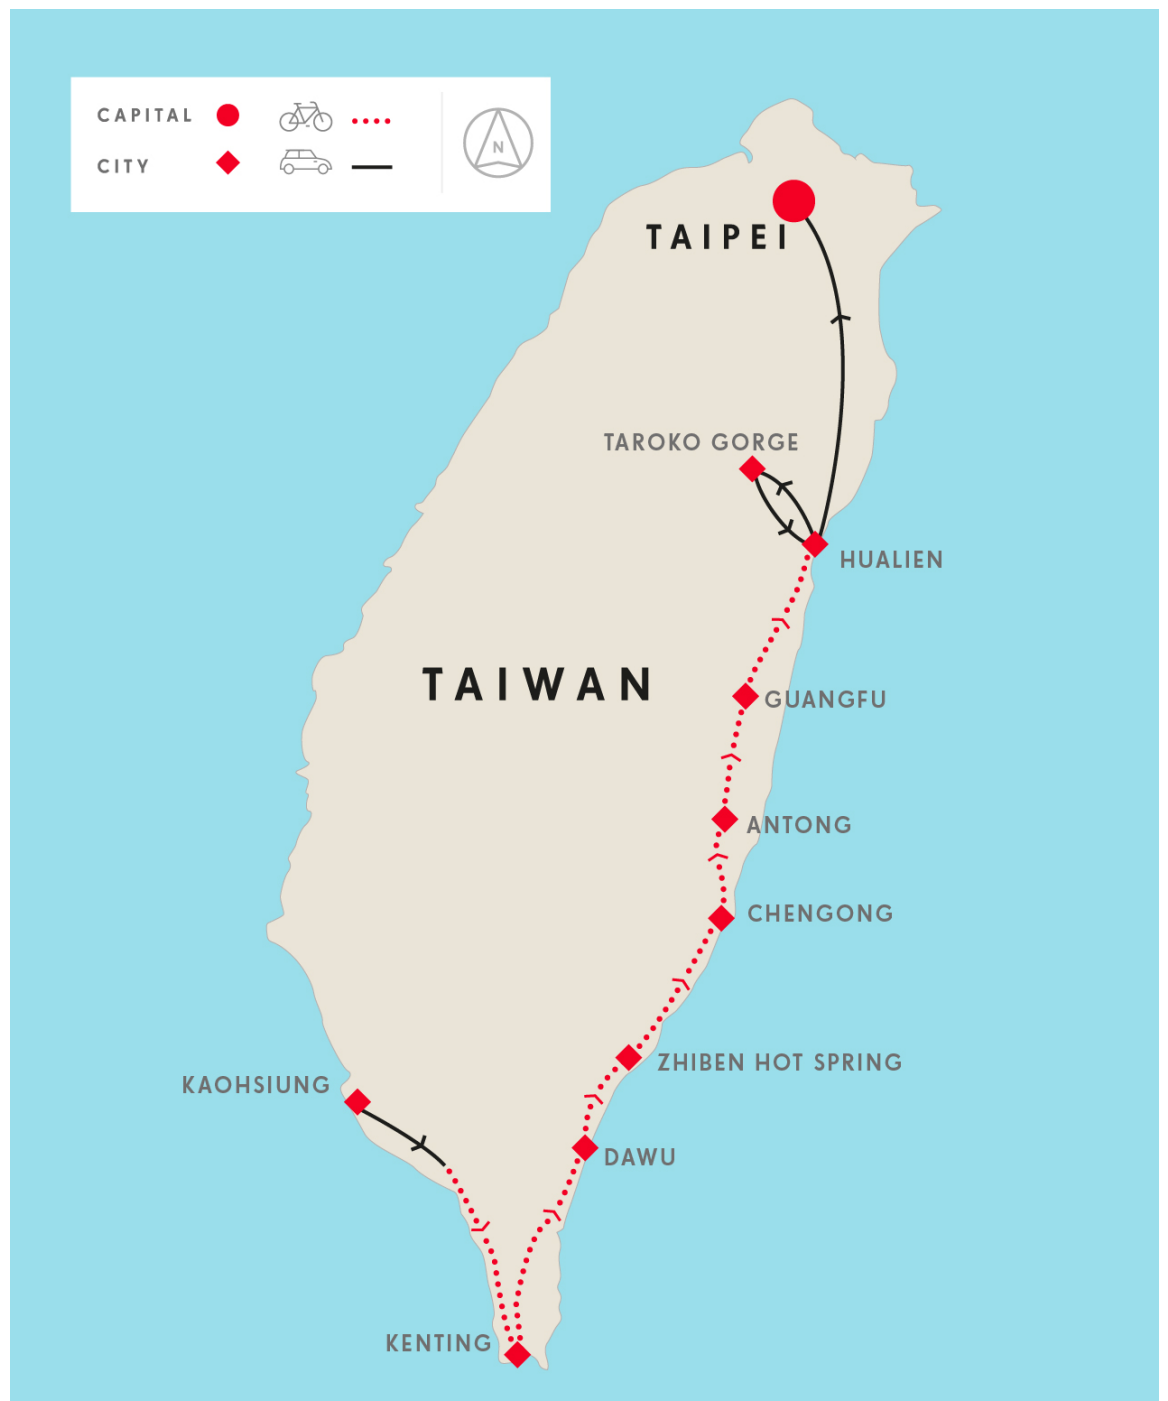 CAPITAL
CITY
N
TAIPEI
TAROKO GORGE
HUALIEN
TAIWAN
GUANGFU
ANTONG
CHENGONG
ZHIBEN HOT SPRING
KAOHSIUNG
DAWU
KENTING